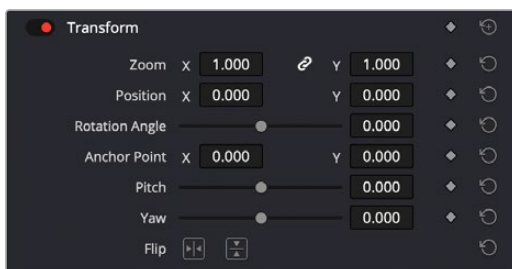 Transform
Zoom X 1.000 Y 1.000
Position X 0.000 Y 0.000
Rotation Angle 0.000
Anchor Point X 0.000 Y 0.000
Pitch 0.000
Yaw 0.000
Flip